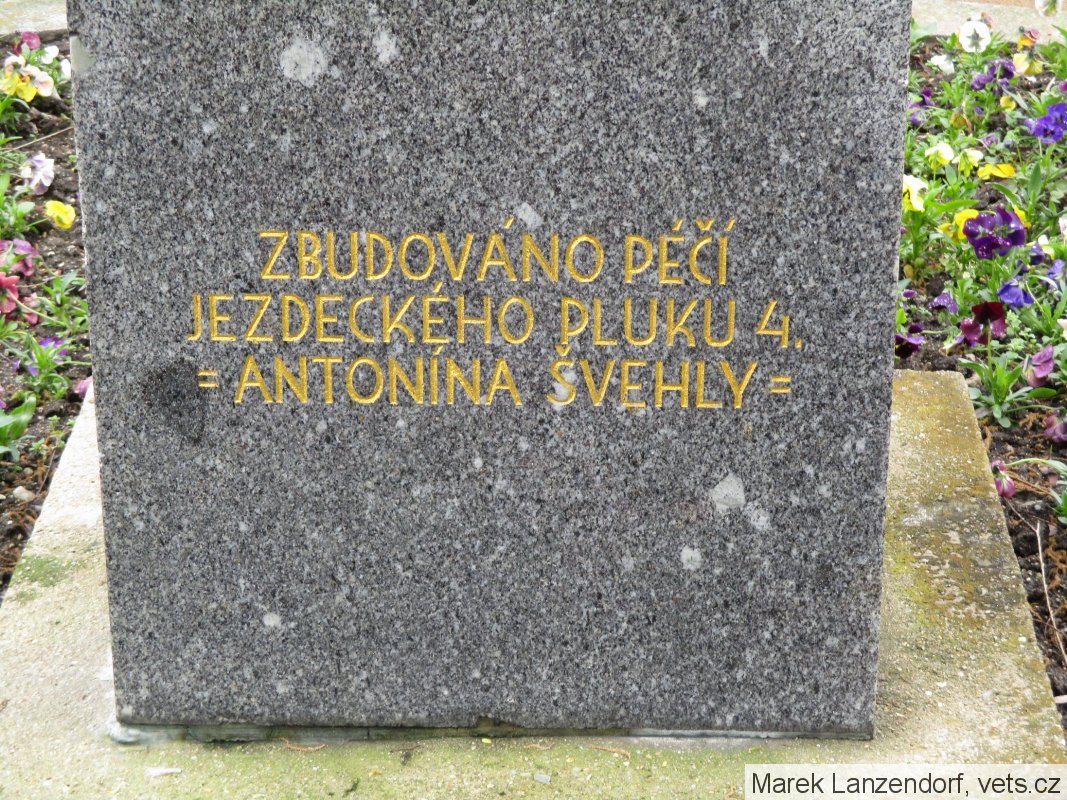 ZBUDOVÁNO PÉČÍ
JEZDECKÉHO PLUKU 4.
=ANTONÍNA ŠVEHLY=
Marek Lanzendorf, vets.cz